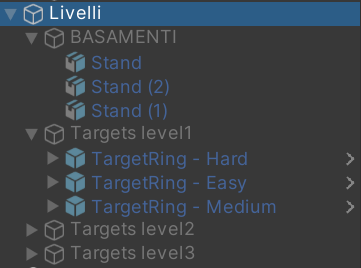 Livelli
BASAMENTI
Stand
Stand (2)
Stand (1)
Targets level1
TargetRing - Hard
TargetRing - Easy
TargetRing - Medium
Targets level2
Targets level3